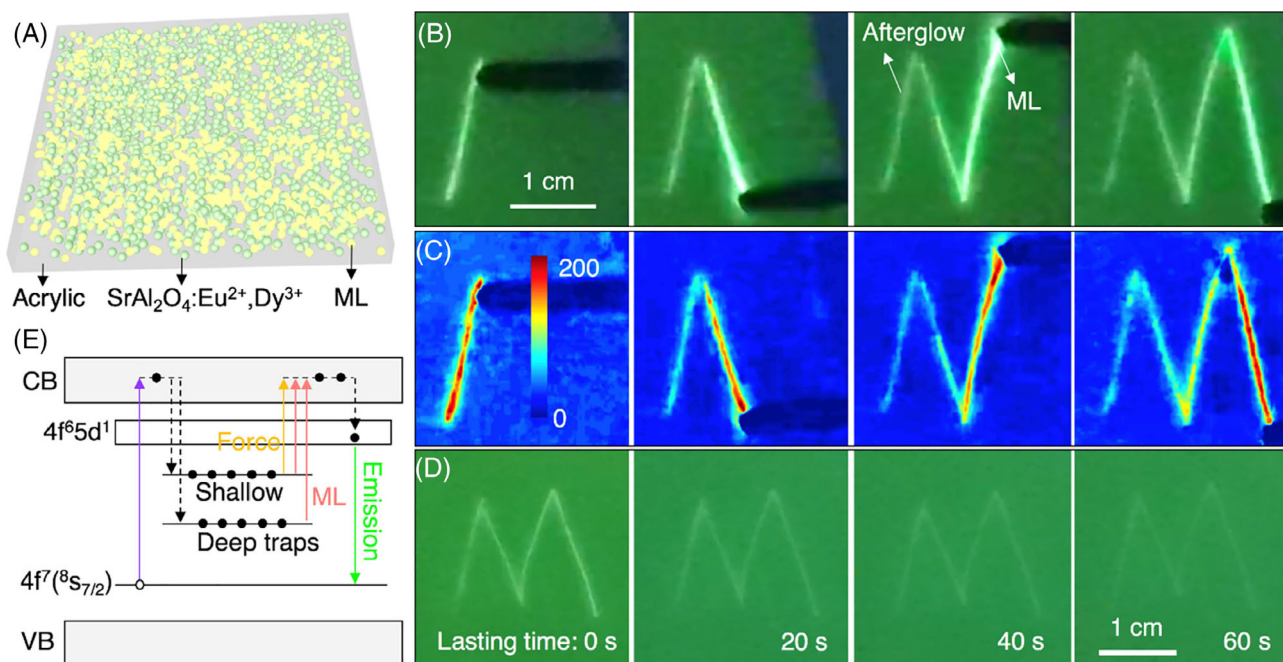 (A)
Acrylic SrAl₂O₄:Eu²⁺,Dy³⁺ ML
(B)
Afterglow
ML
1 cm
(C)
200
0
(D)
Lasting time: 0 s 20 s 40 s 60 s
1 cm
(E)
CB
4f⁶5d¹
Force
Shallow
ML
Deep traps
Emission
4f⁷(⁸s₇/₂)
VB